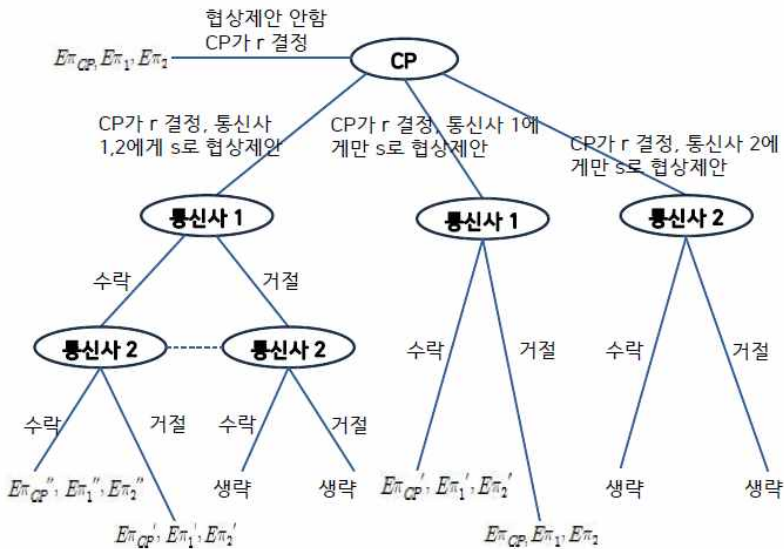 협상제안 안함
CP가 r 결정
Eπ_CP, Eπ_1, Eπ_2
CP
CP가 r 결정, 통신사
1,2에게 s로 협상제안
CP가 r 결정, 통신사 1에
게만 s로 협상제안
CP가 r 결정, 통신사 2에
게만 s로 협상제안
통신사 1
통신사 1
통신사 2
수락
거절
통신사 2
통신사 2
수락
거절
수락
거절
수락
거절
수락
거절
Eπ_CP'', Eπ_1'', Eπ_2''
생략
생략
Eπ_CP', Eπ_1', Eπ_2'
생략
생략
Eπ_CP', Eπ_1', Eπ_2'
Eπ_CP, Eπ_1, Eπ_2